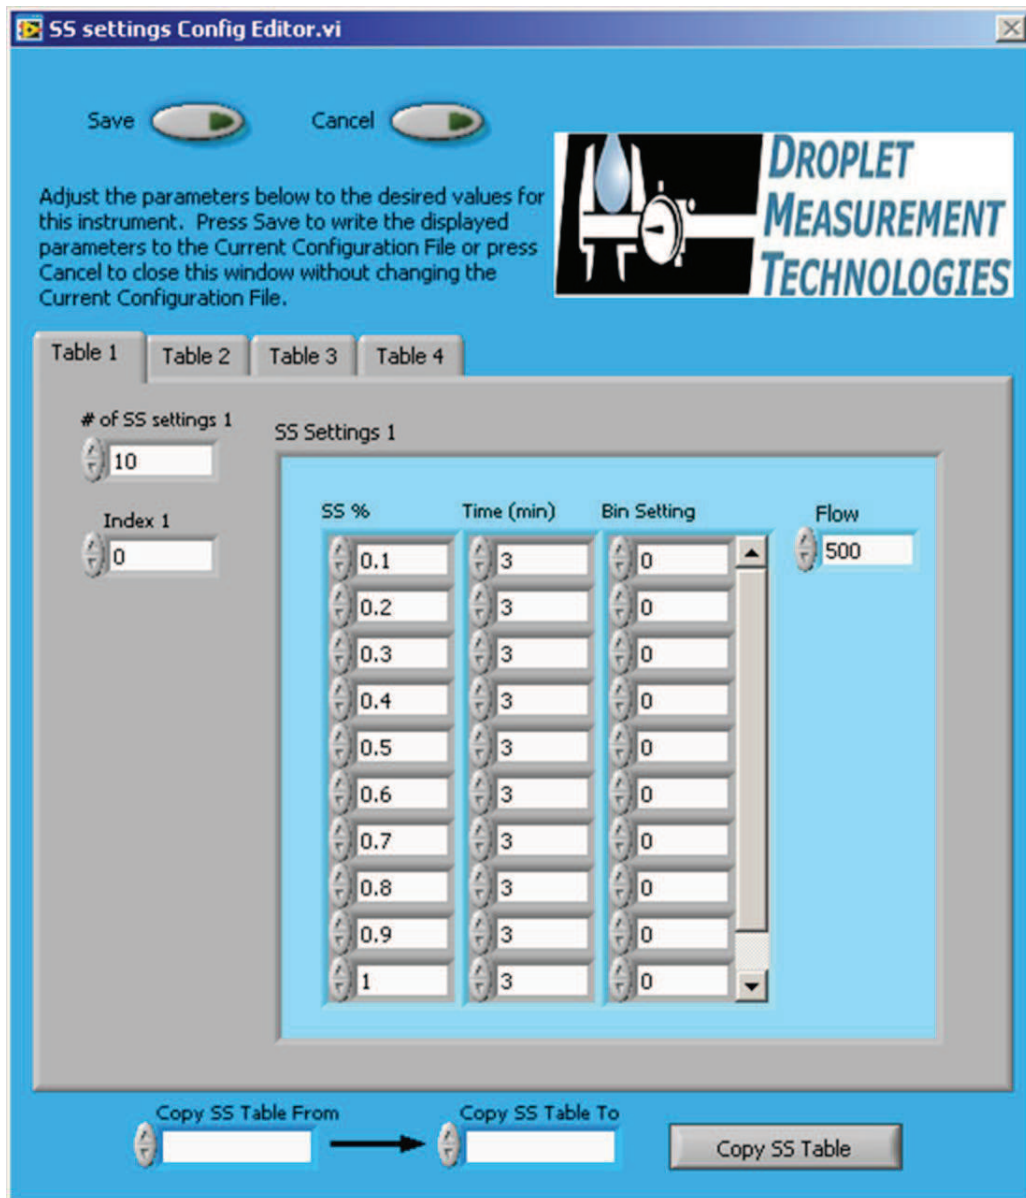 SS settings Config Editor.vi
Save
Cancel
DROPLET
MEASUREMENT
TECHNOLOGIES
Adjust the parameters below to the desired values for
this instrument.  Press Save to write the displayed
parameters to the Current Configuration File or press
Cancel to close this window without changing the
Current Configuration File.
Table 1 Table 2 Table 3 Table 4
# of SS settings 1
10
Index 1
0
SS Settings 1
SS % Time (min) Bin Setting Flow
0.1 3 0 500
0.2 3 0
0.3 3 0
0.4 3 0
0.5 3 0
0.6 3 0
0.7 3 0
0.8 3 0
0.9 3 0
1 3 0
Copy SS Table From
Copy SS Table To
Copy SS Table